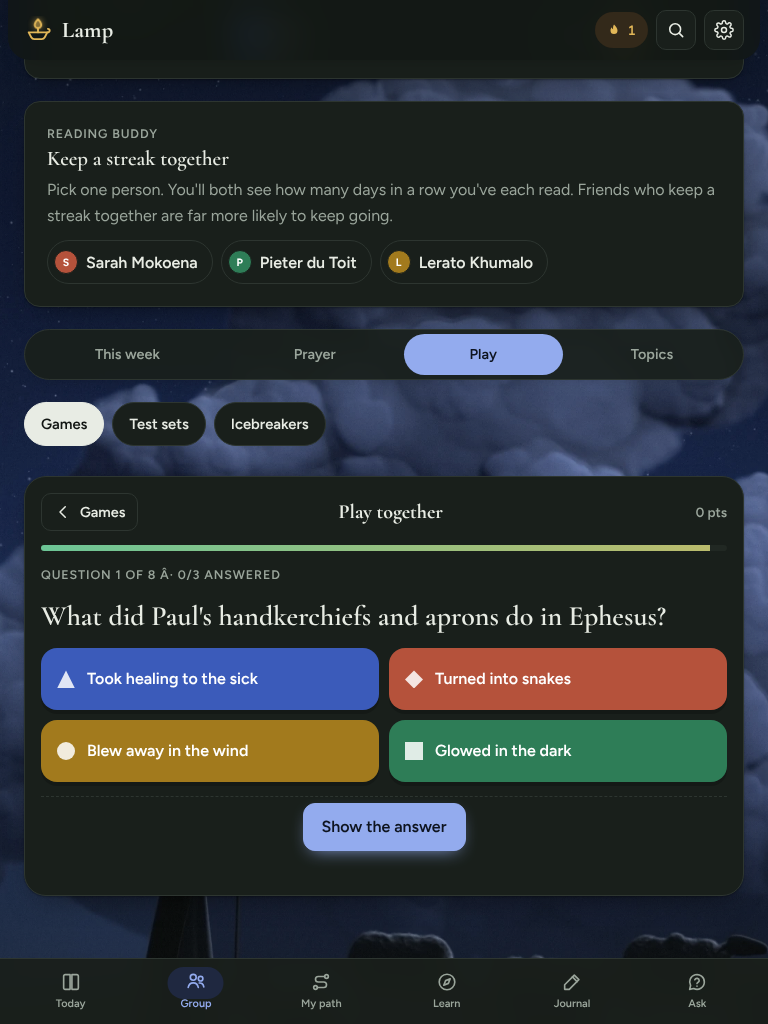 Lamp
1
READING BUDDY
Keep a streak together
Pick one person. You'll both see how many days in a row you've each read. Friends who keep a
streak together are far more likely to keep going.
S Sarah Mokoena
P Pieter du Toit
L Lerato Khumalo
This week
Prayer
Play
Topics
Games
Test sets
Icebreakers
Games
Play together
0 pts
QUESTION 1 OF 8 Â· 0/3 ANSWERED
What did Paul's handkerchiefs and aprons do in Ephesus?
Took healing to the sick
Turned into snakes
Blew away in the wind
Glowed in the dark
Show the answer
Today
Group
My path
Learn
Journal
Ask